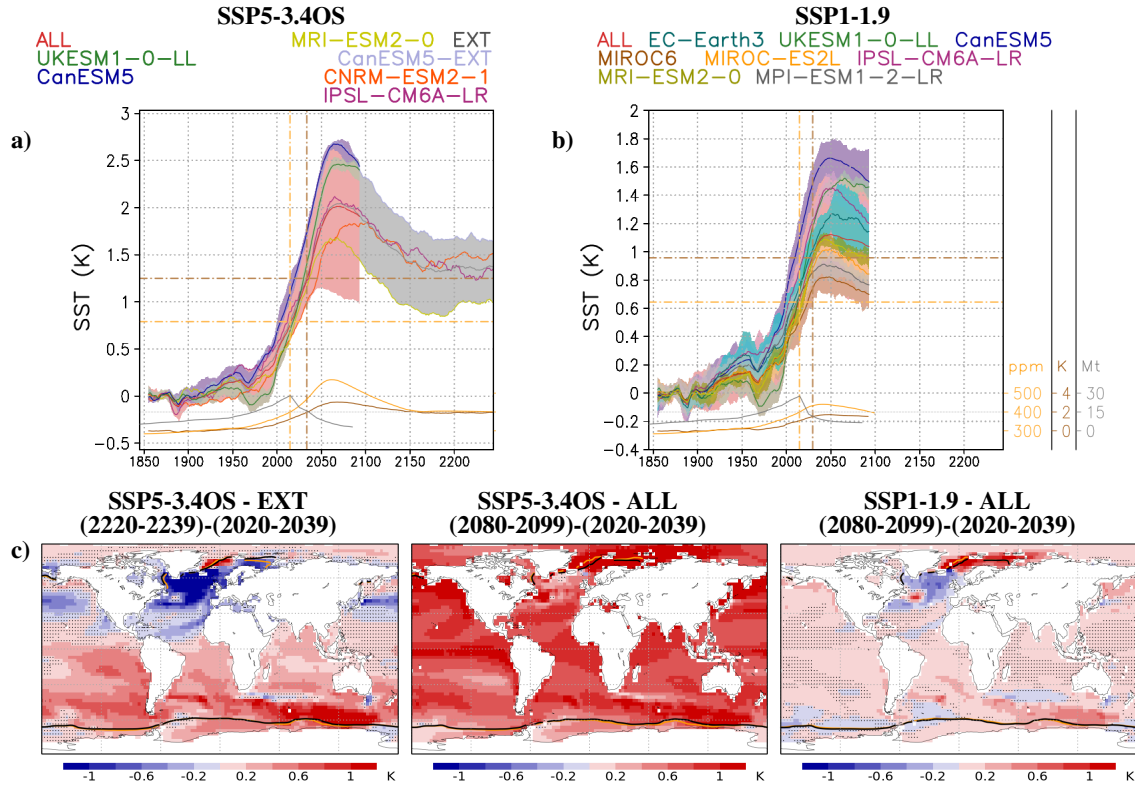 SSP5-3.4OS
ALL MRI-ESM2-0 EXT
UKESM1-0-LL CanESM5-EXT
CanESM5 CNRM-ESM2-1
IPSL-CM6A-LR
a)
SST (K)
3
2.5
2
1.5
1
0.5
0
-0.5
1850 1900 1950 2000 2050 2100 2150 2200
SSP1-1.9
ALL EC-Earth3 UKESM1-0-LL CanESM5
MIROC6 MIROC-ES2L IPSL-CM6A-LR
MRI-ESM2-0 MPI-ESM1-2-LR
b)
SST (K)
2
1.8
1.6
1.4
1.2
1
0.8
0.6
0.4
0.2
0
-0.2
-0.4
1850 1900 1950 2000 2050 2100 2150 2200
ppm K Mt
500 4 30
400 2 15
300 0 0
c)
SSP5-3.4OS - EXT
(2220-2239)-(2020-2039)
-1 -0.6 -0.2 0.2 0.6 1 K
SSP5-3.4OS - ALL
(2080-2099)-(2020-2039)
-1 -0.6 -0.2 0.2 0.6 1 K
SSP1-1.9 - ALL
(2080-2099)-(2020-2039)
-1 -0.6 -0.2 0.2 0.6 1 K